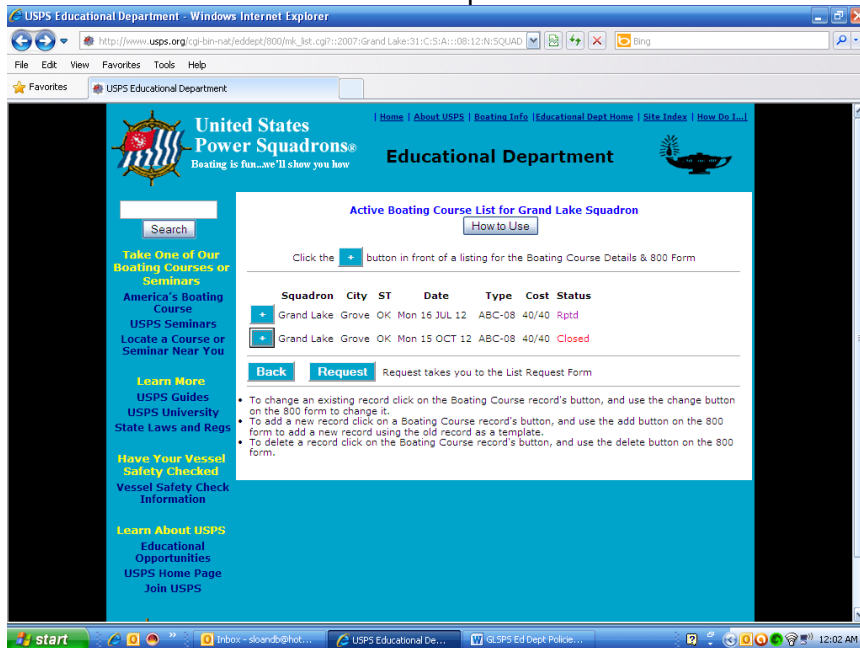 USPS Educational Department - Windows Internet Explorer
http://www.usps.org/cgi-bin-nat/eddept/800/mk_list.cgi?::2007:Grand Lake:31:C:5:A:::08:12:N:SQUAD
Bing
File Edit View Favorites Tools Help
Favorites USPS Educational Department
| Home | About USPS | Boating Info |Educational Dept Home | Site Index | How Do I...|
United States
Power Squadrons®
Boating is fun...we'll show you how
Educational Department
Search
Take One of Our
Boating Courses or
Seminars
America's Boating
Course
USPS Seminars
Locate a Course or
Seminar Near You
Learn More
USPS Guides
USPS University
State Laws and Regs
Have Your Vessel
Safety Checked
Vessel Safety Check
Information
Learn About USPS
Educational
Opportunities
USPS Home Page
Join USPS
Active Boating Course List for Grand Lake Squadron
How to Use
Click the + button in front of a listing for the Boating Course Details & 800 Form
Squadron City ST Date Type Cost Status
+ Grand Lake Grove OK Mon 16 JUL 12 ABC-08 40/40 Rptd
+ Grand Lake Grove OK Mon 15 OCT 12 ABC-08 40/40 Closed
Back Request Request takes you to the List Request Form
• To change an existing record click on the Boating Course record's button, and use the change button
on the 800 form to change it.
• To add a new record click on a Boating Course record's button, and use the add button on the 800
form to add a new record using the old record as a template.
• To delete a record click on the Boating Course record's button, and use the delete button on the 800
form.
start
Inbox - sloandb@hot...
USPS Educational De...
GLSPS Ed Dept Policie...
12:02 AM